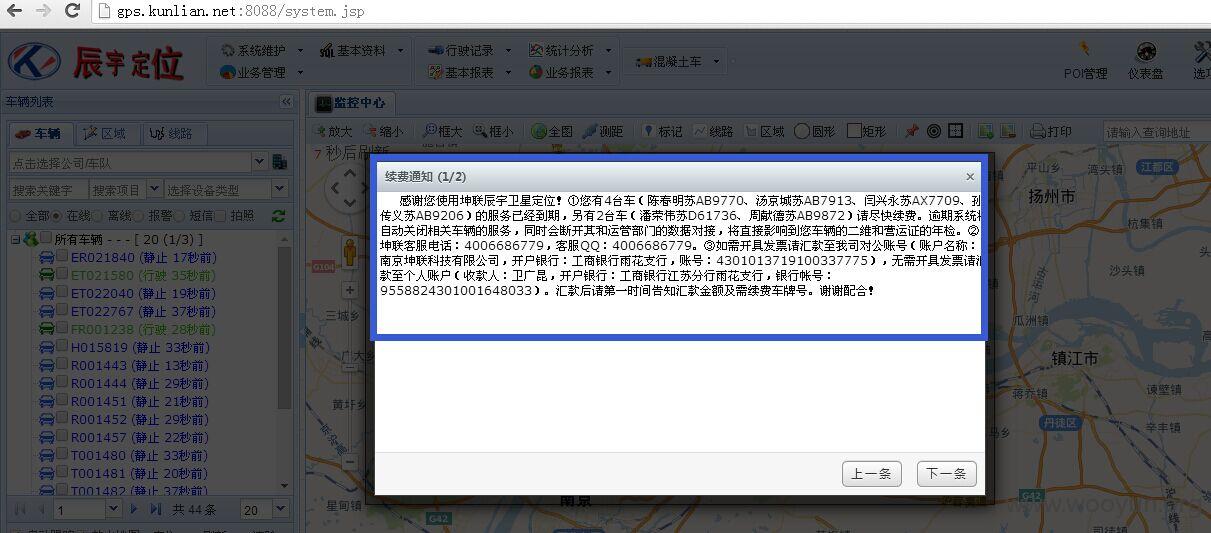 gps.kunlian.net:8088/system.jsp
辰宇定位
系统维护 基本资料 行驶记录 统计分析
业务管理 基本报表 业务报表
混凝土车
POI管理 仪表盘
车辆列表
监控中心
车辆 区域 线路
放大 缩小 框大 框小 全图 测距 标记 线路 区域 圆形 矩形 打印 请输入查询地址
7 秒后刷新
点击选择公司/车队
搜索关键字 搜索项目 选择设备类型
全部 在线 离线 报警 短信 拍照
所有车辆 - - - [ 20 (1/3) ]
ER021840 (静止 17秒前)
ET021580 (行驶 35秒前)
ET022040 (静止 19秒前)
ET022767 (静止 37秒前)
FR001238 (行驶 28秒前)
H015819 (静止 33秒前)
R001443 (静止 13秒前)
R001444 (静止 29秒前)
R001451 (静止 21秒前)
R001452 (静止 29秒前)
R001457 (静止 22秒前)
T001480 (静止 33秒前)
T001481 (静止 20秒前)
T001482 (静止 37秒前)
1 共 44 条 20
续费通知 (1/2)
感谢您使用坤联辰宇卫星定位！①您有4台车（陈春明苏AB9770、汤京城苏AB7913、闫兴永苏AX7709、孙
传义苏AB9206）的服务已经到期，另有2台车（潘荣伟苏D61736、周献德苏AB9872）请尽快续费。逾期系统
自动关闭相关车辆的服务，同时会断开其和运管部门的数据对接，将直接影响到您车辆的二维和营运证的年检。②
坤联客服电话：4006686779，客服QQ：4006686779。③如需开具发票请汇款至我司对公账号（账户名称：
南京坤联科技有限公司，开户银行：工商银行雨花支行，账号：4301013719100337775），无需开具发票请汇
款至个人账户（收款人：卫广昆，开户银行：工商银行江苏分行雨花支行，银行帐号：
9558824301001648033）。汇款后请第一时间告知汇款金额及需续费车牌号。谢谢配合！
上一条 下一条
平山乡
江都区
扬州市
杭集镇
李典镇
头桥镇
沙头镇
瓜洲镇
镇江市
谏壁镇
蒋乔镇
丹徒区
马乡
G104
三城乡
黄圩乡
星甸镇
南京
G42
G42
www.wooyun.org